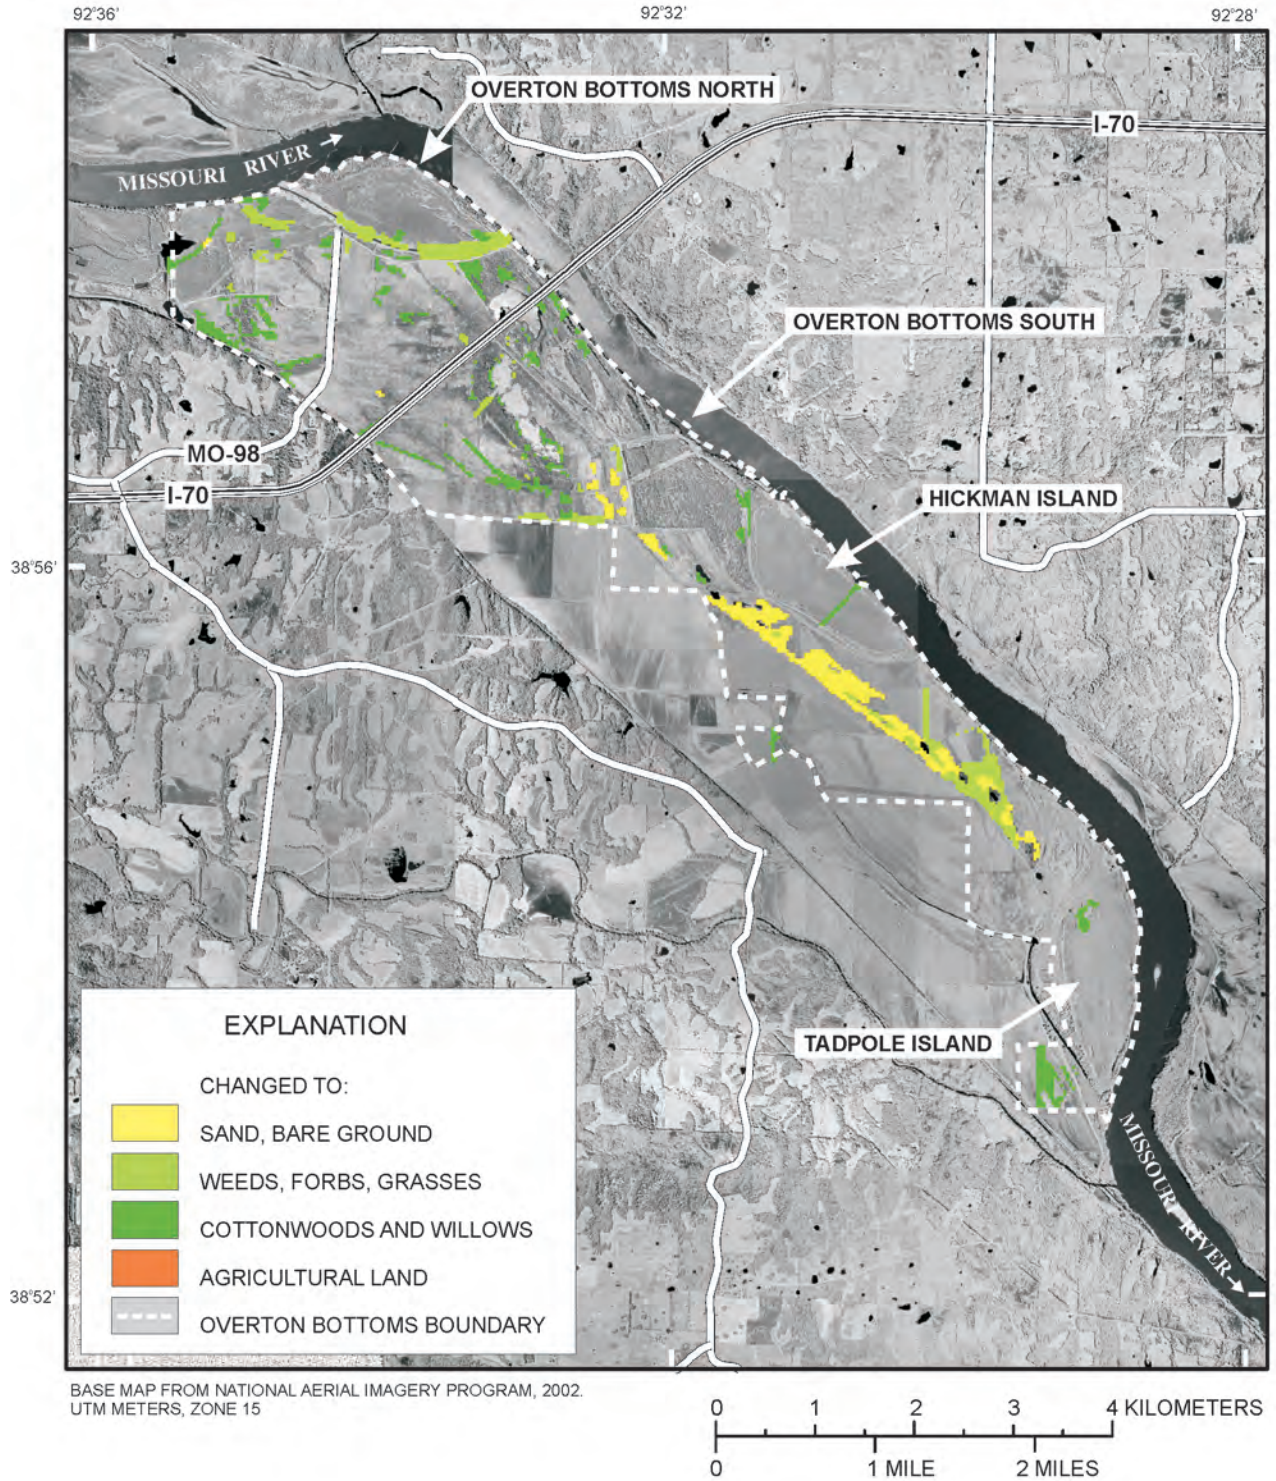 92°36'
92°32'
92°28'
OVERTON BOTTOMS NORTH
I-70
MISSOURI RIVER
OVERTON BOTTOMS SOUTH
MO-98
I-70
HICKMAN ISLAND
38°56'
EXPLANATION
TADPOLE ISLAND
CHANGED TO:
SAND, BARE GROUND
WEEDS, FORBS, GRASSES
COTTONWOODS AND WILLOWS
AGRICULTURAL LAND
OVERTON BOTTOMS BOUNDARY
MISSOURI RIVER
38°52'
BASE MAP FROM NATIONAL AERIAL IMAGERY PROGRAM, 2002.
UTM METERS, ZONE 15
0 1 2 3 4 KILOMETERS
0 1 MILE 2 MILES